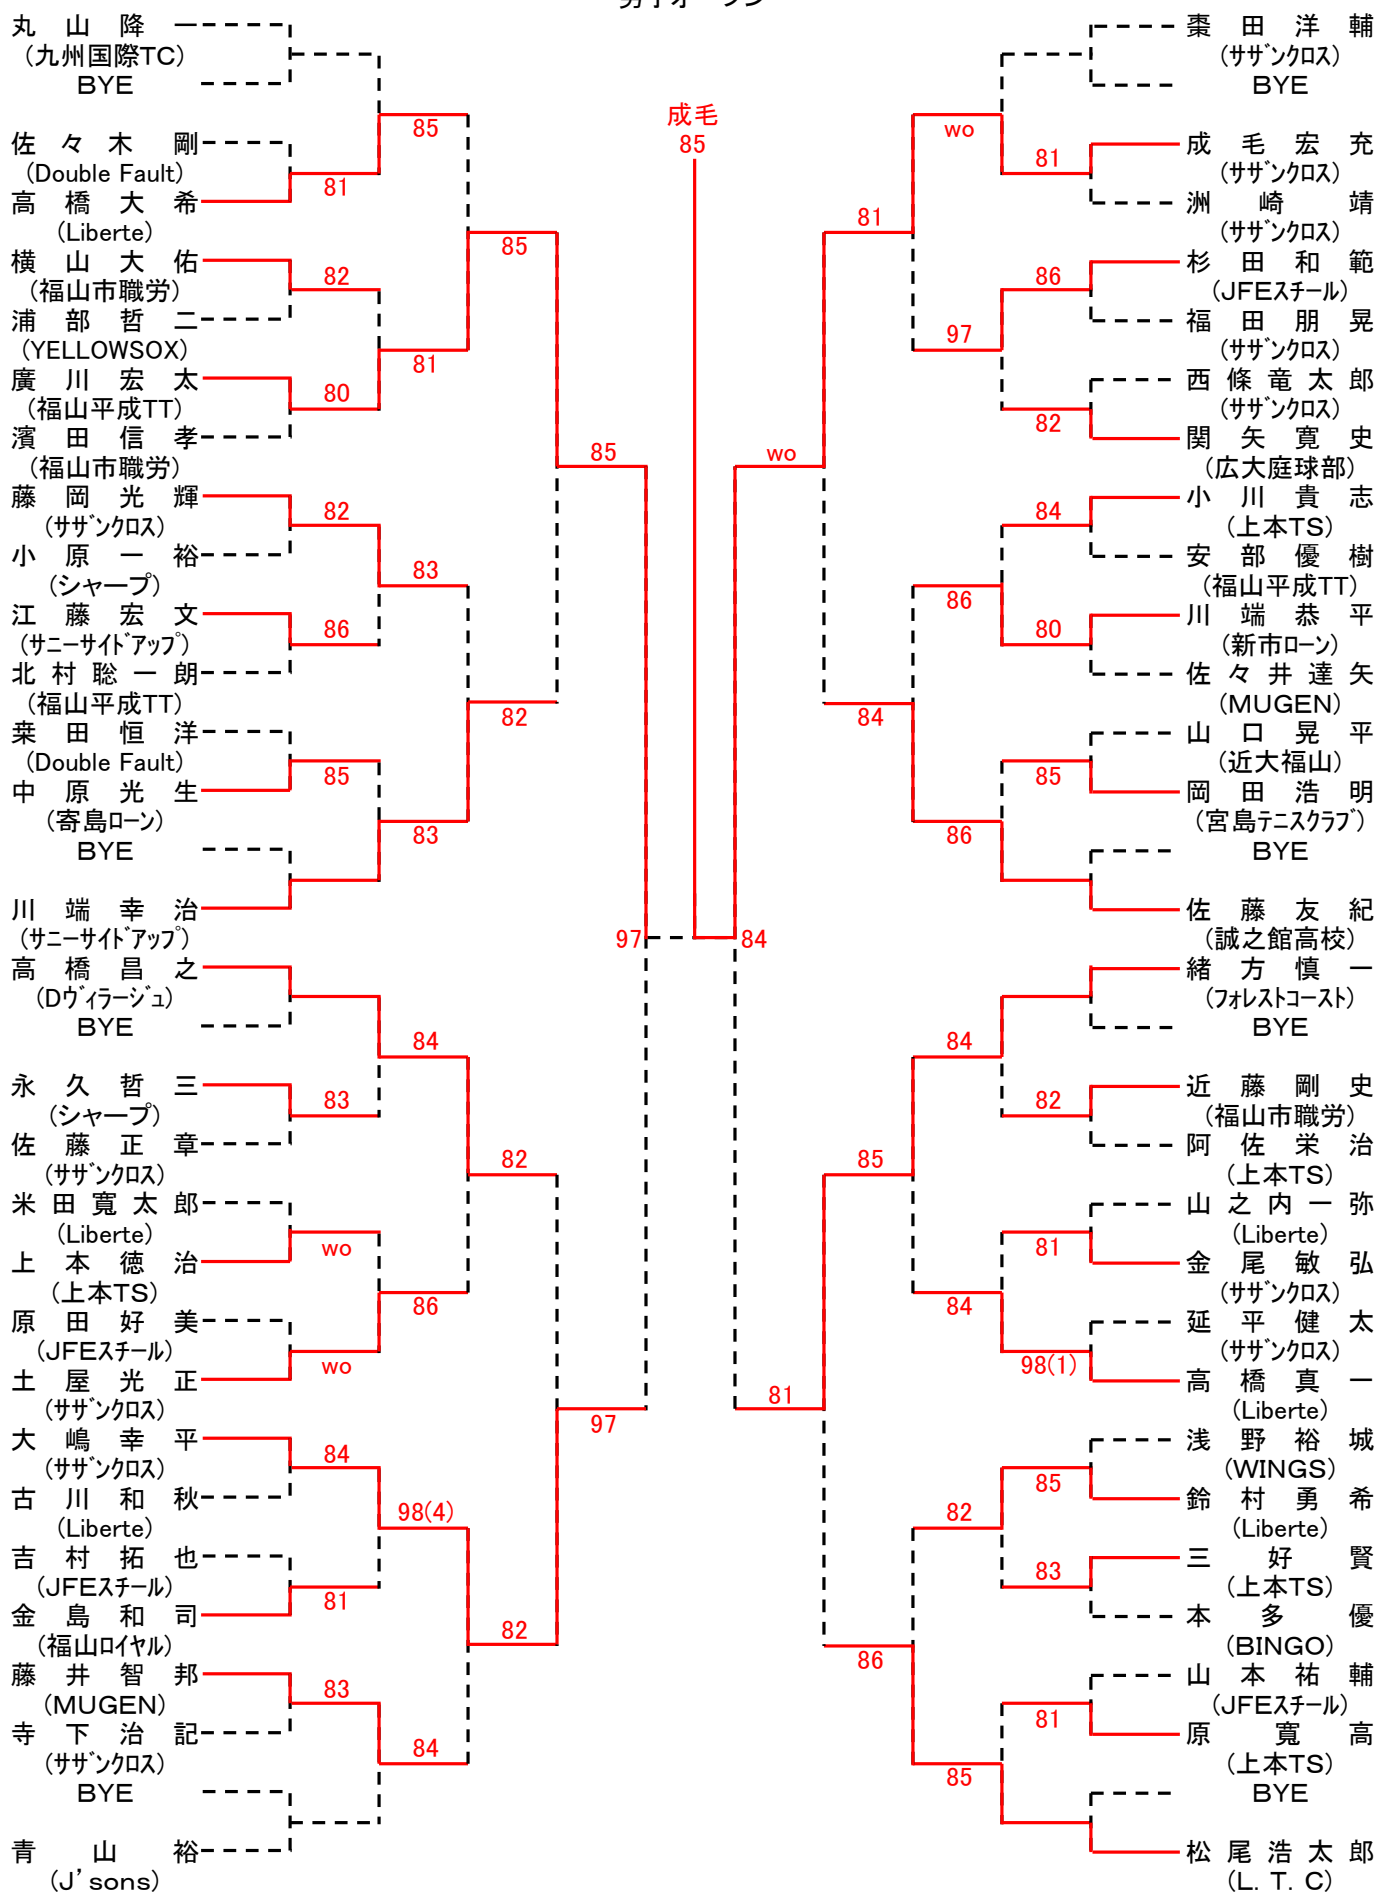 丸山降一
(九州国際TC)
BYE
佐々木剛
(Double Fault)
高橋大希
(Liberte)
横山大佑
(福山市職労)
浦部哲二
(YELLOWSOX)
廣川宏太
(福山平成TT)
濱田信孝
(福山市職労)
藤岡光輝
(サザンクロス)
小原一裕
(シャープ)
江藤宏文
(サニーサイドアップ)
北村聡一朗
(福山平成TT)
桒田恒洋
(Double Fault)
中原光生
(寄島ローン)
BYE
川端幸治
(サニーサイドアップ)
高橋昌之
(Dヴィラージュ)
BYE
永久哲三
(シャープ)
佐藤正章
(サザンクロス)
米田寛太郎
(Liberte)
上本徳治
(上本TS)
原田好美
(JFEスチール)
土屋光正
(サザンクロス)
大嶋幸平
(サザンクロス)
古川和秋
(Liberte)
吉村拓也
(JFEスチール)
金島和司
(福山ロイヤル)
藤井智邦
(MUGEN)
寺下治記
(サザンクロス)
BYE
青山裕
(J'sons)
81
82
80
82
86
85
83
wo
wo
84
81
83
85
81
83
83
84
86
98(4)
84
85
82
82
82
85
97
97
成毛
85
84
wo
81
81
84
85
86
wo
97
86
86
84
84
82
85
81
86
82
84
80
85
82
81
98(1)
85
83
81
棗田洋輔
(サザンクロス)
BYE
成毛宏充
(サザンクロス)
洲崎靖
(サザンクロス)
杉田和範
(JFEスチール)
福田朋晃
(サザンクロス)
西條竜太郎
(サザンクロス)
関矢寛史
(広大庭球部)
小川貴志
(上本TS)
安部優樹
(福山平成TT)
川端恭平
(新市ローン)
佐々井達矢
(MUGEN)
山口晃平
(近大福山)
岡田浩明
(宮島テニスクラブ)
BYE
佐藤友紀
(誠之館高校)
緒方慎一
(フォレストコースト)
BYE
近藤剛史
(福山市職労)
阿佐栄治
(上本TS)
山之内一弥
(Liberte)
金尾敏弘
(サザンクロス)
延平健太
(サザンクロス)
高橋真一
(Liberte)
浅野裕城
(WINGS)
鈴村勇希
(Liberte)
三好賢
(上本TS)
本多優
(BINGO)
山本祐輔
(JFEスチール)
原寛高
(上本TS)
BYE
松尾浩太郎
(L.T.C)